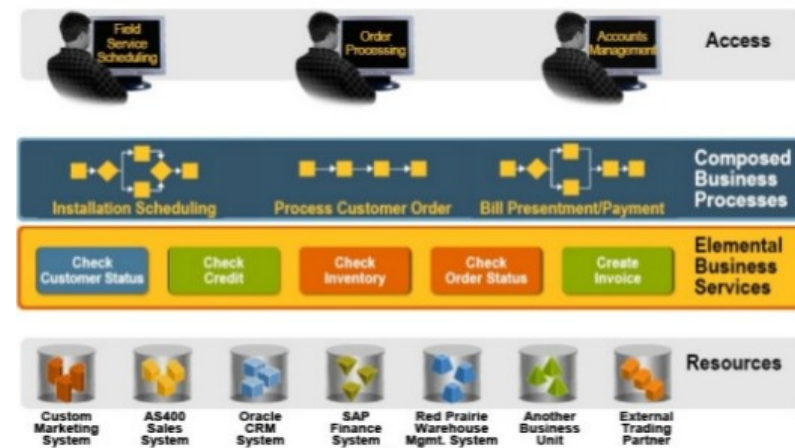 Field
Service
Scheduling
Order
Processing
Accounts
Management
Access
Installation Scheduling
Process Customer Order
Bill Presentment/Payment
Composed
Business
Processes
Check
Customer Status
Check
Credit
Check
Inventory
Check
Order Status
Create
Invoice
Elemental
Business
Services
Resources
Custom
Marketing
System
AS400
Sales
System
Oracle
CRM
System
SAP
Finance
System
Red Prairie
Warehouse
Mgmt. System
Another
Business
Unit
External
Trading
Partner